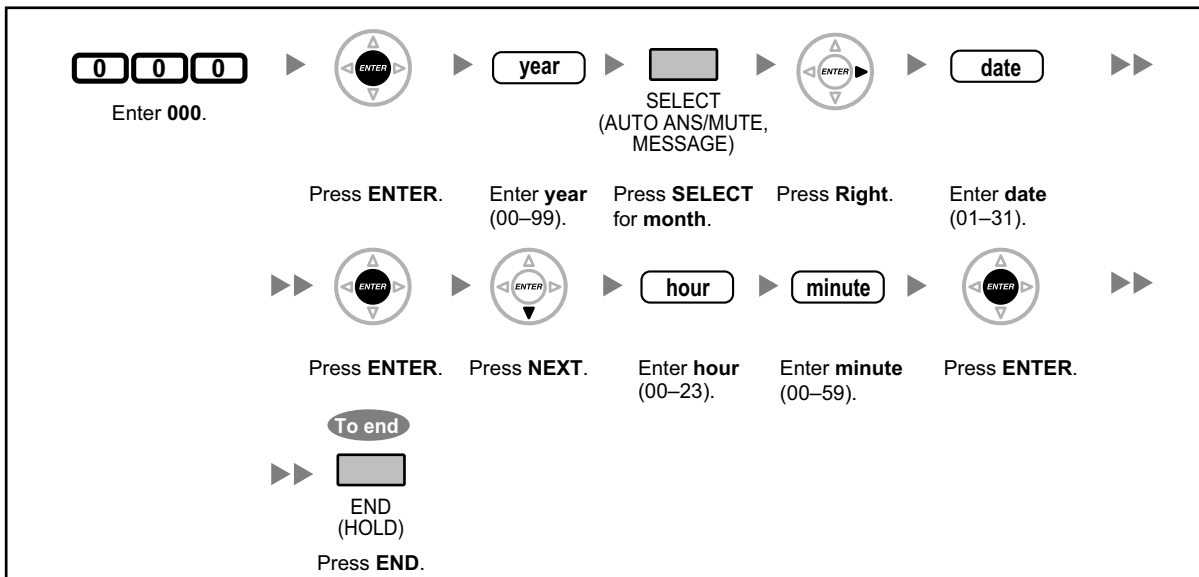 0 0 0
ENTER
year
ENTER
date
Enter 000.
SELECT
(AUTO ANS/MUTE,
MESSAGE)
Press ENTER.
Enter year
(00–99).
Press SELECT
for month.
Press Right.
Enter date
(01–31).
ENTER
ENTER
hour
minute
ENTER
Press ENTER.
Press NEXT.
Enter hour
(00–23).
Enter minute
(00–59).
Press ENTER.
To end
END
(HOLD)
Press END.